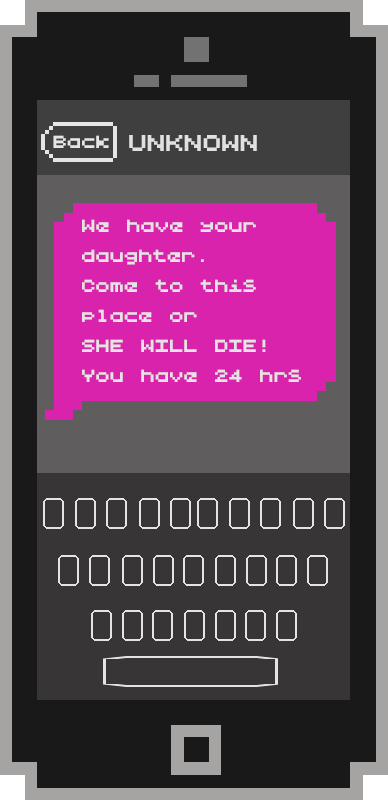 Back UNKNOWN
We have your
daughter.
Come to thiS
place or
SHE WILL DIE!
You have 24 hrS